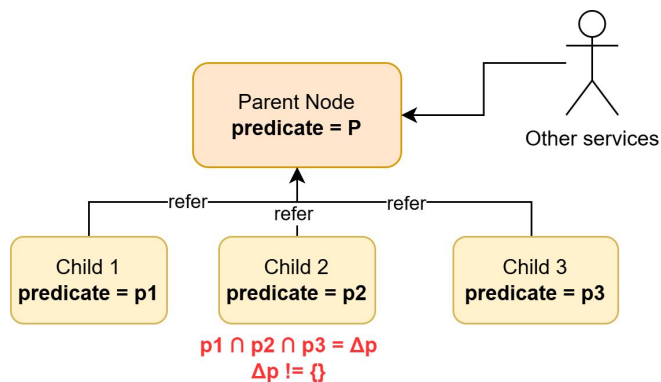 Parent Node
predicate = P
Other services
refer
refer
refer
Child 1
predicate = p1
Child 2
predicate = p2
Child 3
predicate = p3
p1 ∩ p2 ∩ p3 = Δp
Δp != {}